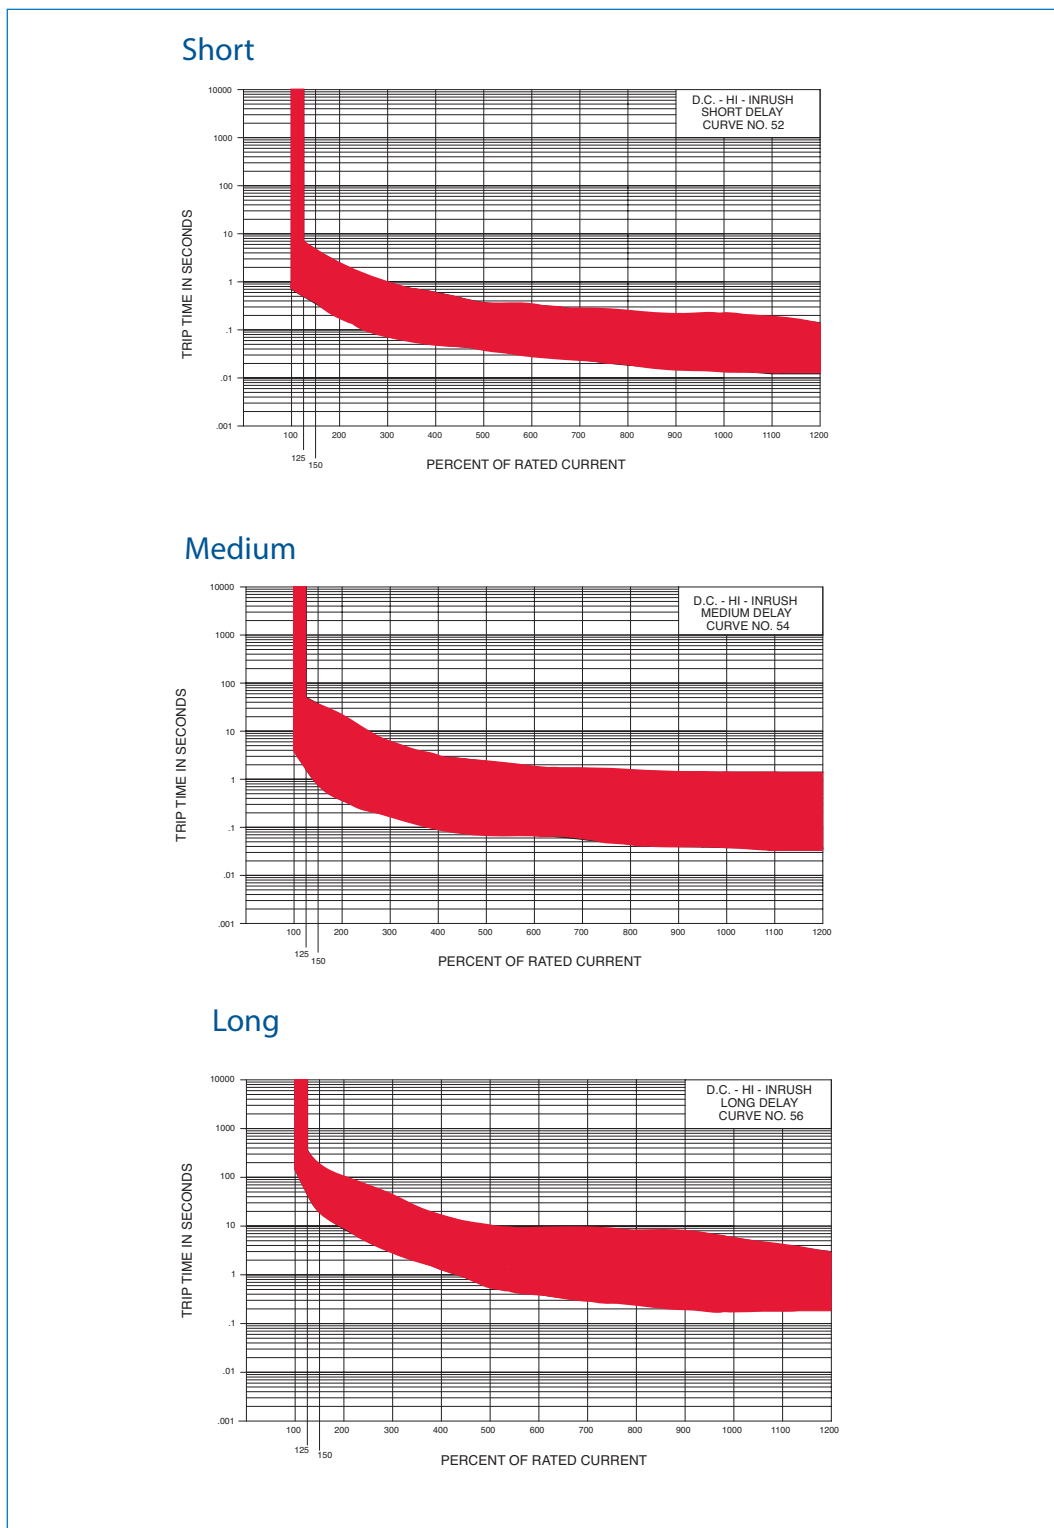 Short
10000
1000
100
10
1
.1
.01
.001
TRIP TIME IN SECONDS
D.C. - HI - INRUSH
SHORT DELAY
CURVE NO. 52
100 200 300 400 500 600 700 800 900 1000 1100 1200
125
150
PERCENT OF RATED CURRENT
Medium
10000
1000
100
10
1
.1
.01
.001
TRIP TIME IN SECONDS
D.C. - HI - INRUSH
MEDIUM DELAY
CURVE NO. 54
100 200 300 400 500 600 700 800 900 1000 1100 1200
125
150
PERCENT OF RATED CURRENT
Long
10000
1000
100
10
1
.1
.01
.001
TRIP TIME IN SECONDS
D.C. - HI - INRUSH
LONG DELAY
CURVE NO. 56
100 200 300 400 500 600 700 800 900 1000 1100 1200
125
150
PERCENT OF RATED CURRENT